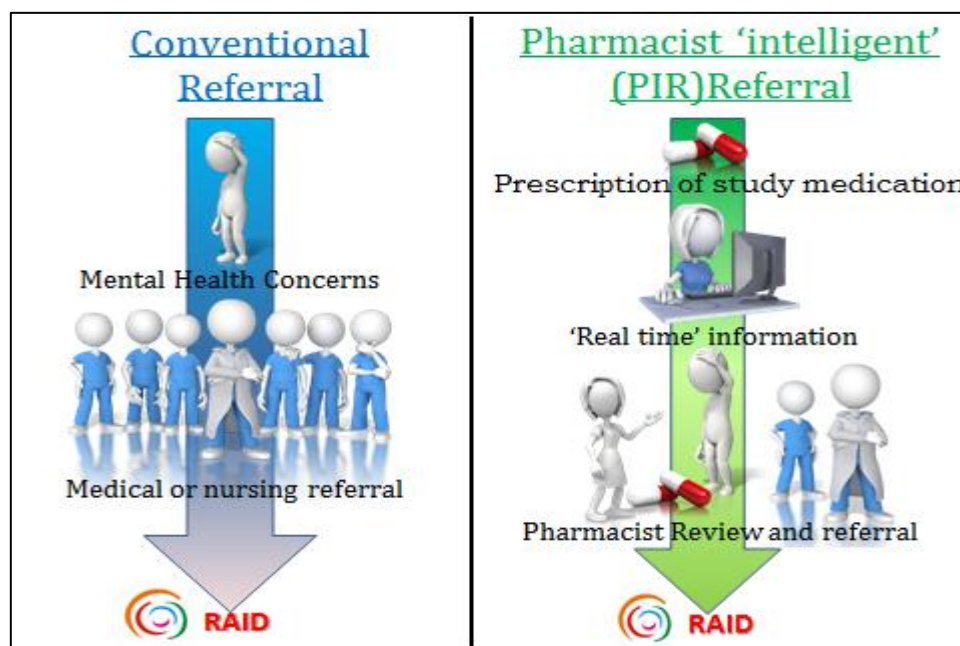 Conventional
Referral
Mental Health Concerns
Medical or nursing referral
RAID
Pharmacist ‘intelligent’
(PIR)Referral
Prescription of study medication
‘Real time’ information
Pharmacist Review and referral
RAID